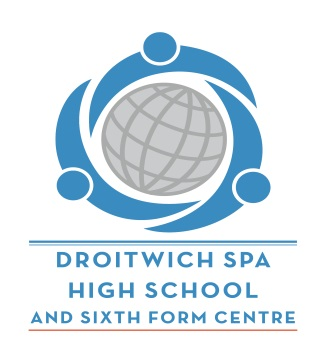 DROITWICH SPA
HIGH SCHOOL
AND SIXTH FORM CENTRE